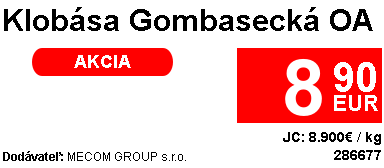 Klobása Gombasecká OA
AKCIA
8 90
EUR
JC: 8.900€ / kg
Dodávateľ: MECOM GROUP s.r.o.
286677